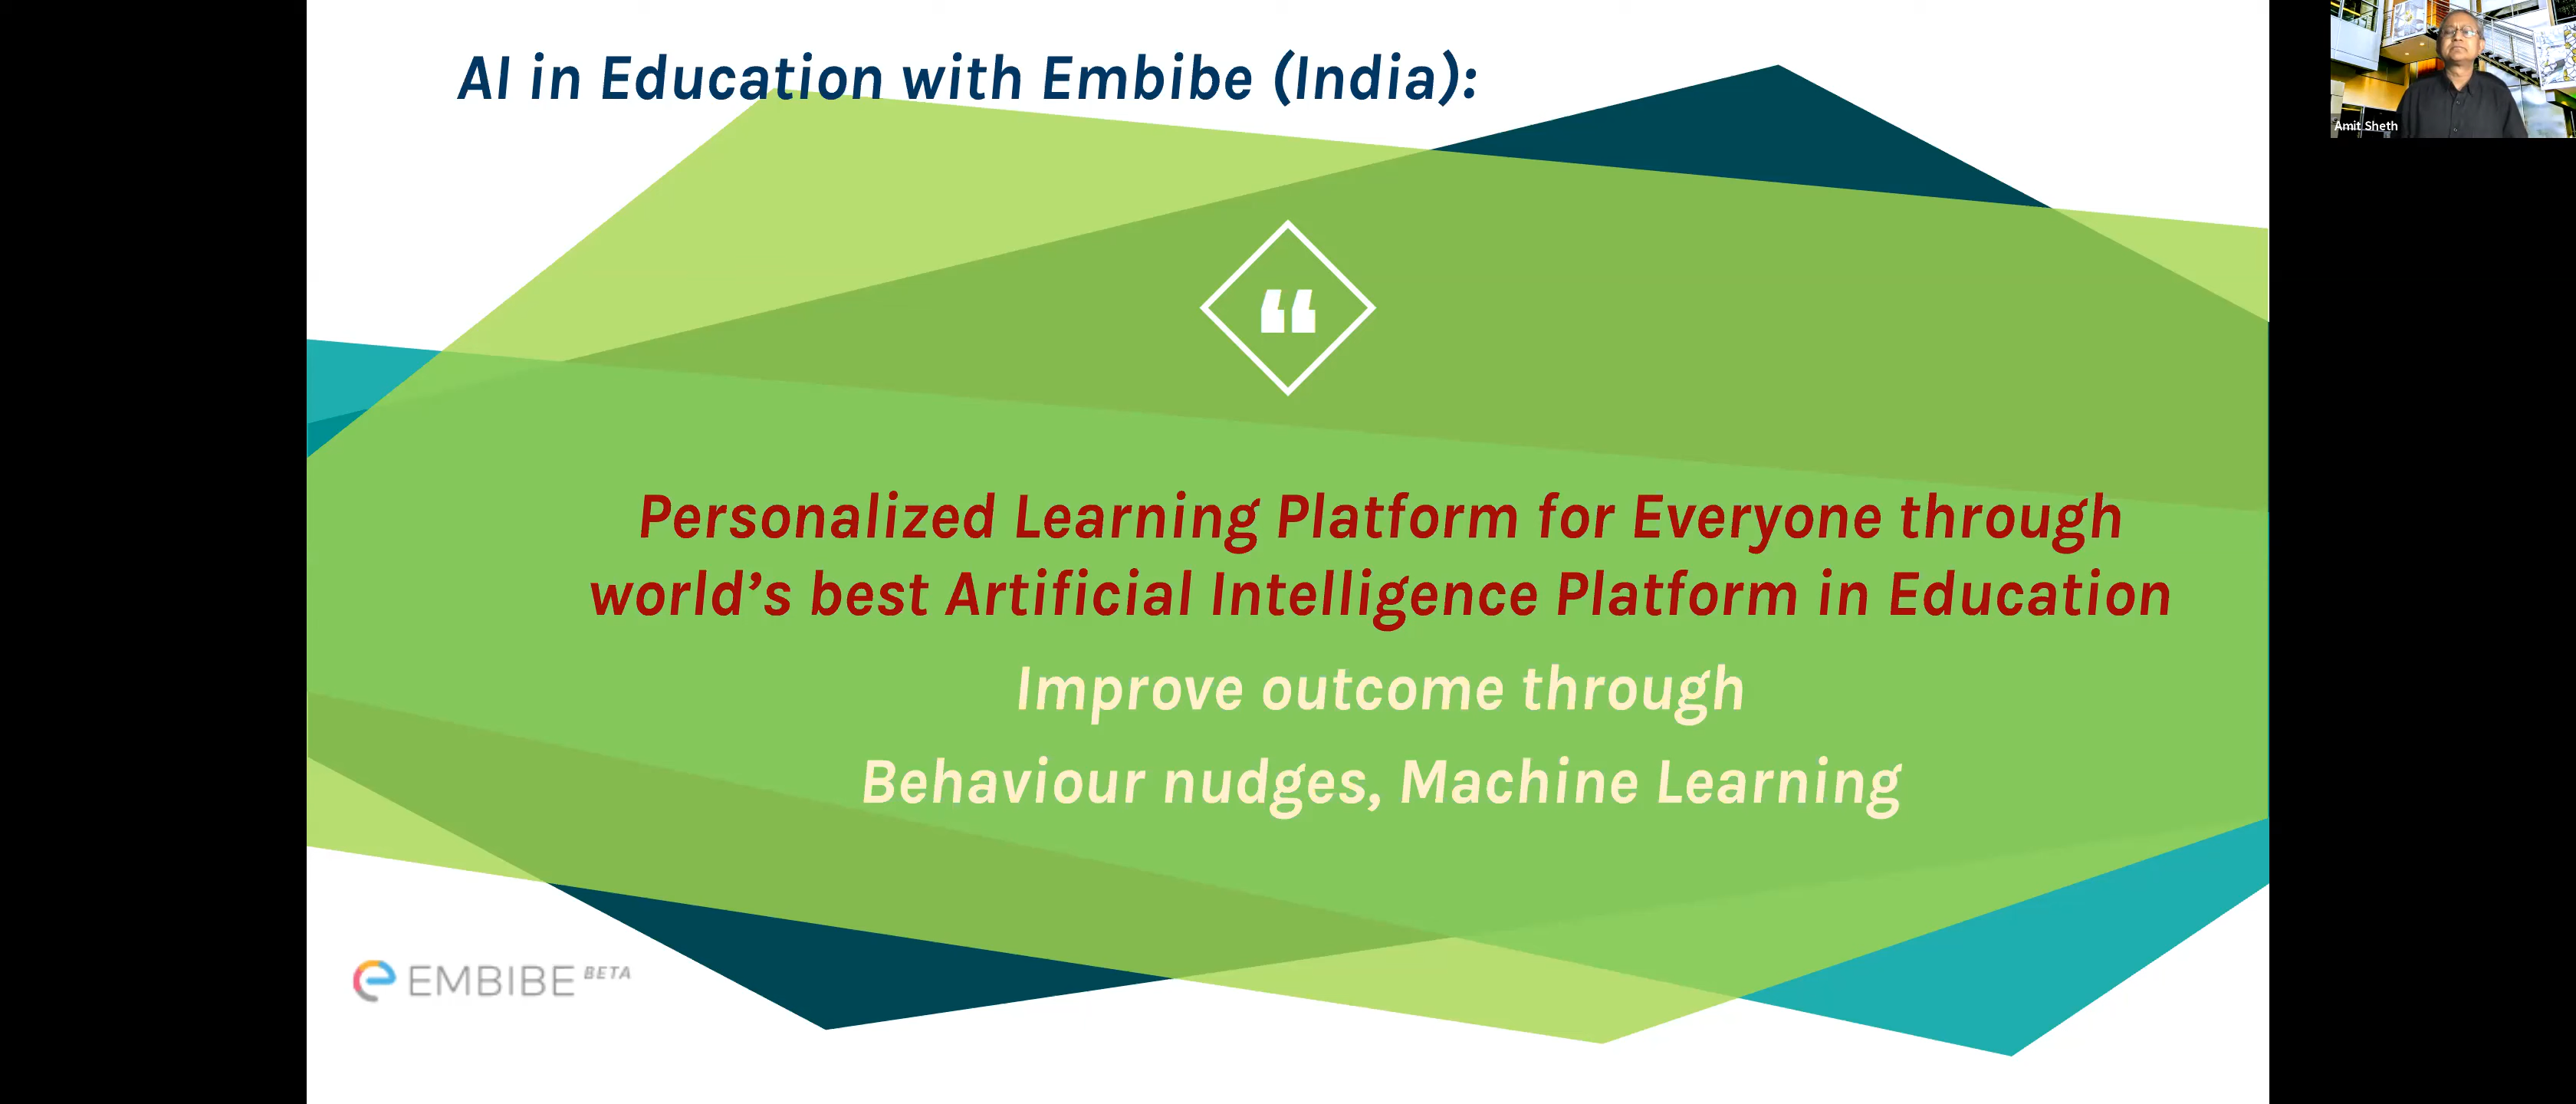 AI in Education with Embibe (India):
Amit Sheth
“
Personalized Learning Platform for Everyone through
world’s best Artificial Intelligence Platform in Education
Improve outcome through
Behaviour nudges, Machine Learning
EMBIBE BETA